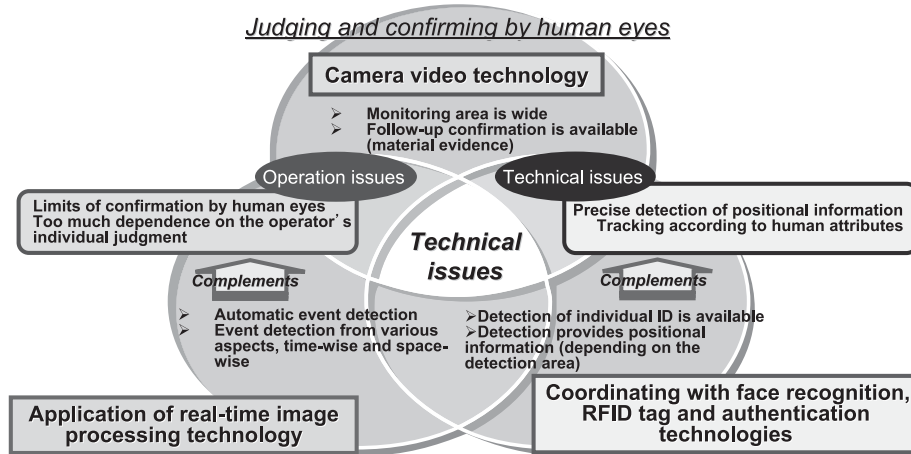 Judging and confirming by human eyes
Camera video technology
➢ Monitoring area is wide
➢ Follow-up confirmation is available
(material evidence)
Operation issues
Technical issues
Limits of confirmation by human eyes
Too much dependence on the operator's
individual judgment
Precise detection of positional information
Tracking according to human attributes
Technical
issues
Complements
Complements
➢ Automatic event detection
➢ Event detection from various
aspects, time-wise and space-
wise
➢Detection of individual ID is available
➢Detection provides positional
information (depending on the
detection area)
Application of real-time image
processing technology
Coordinating with face recognition,
RFID tag and authentication
technologies